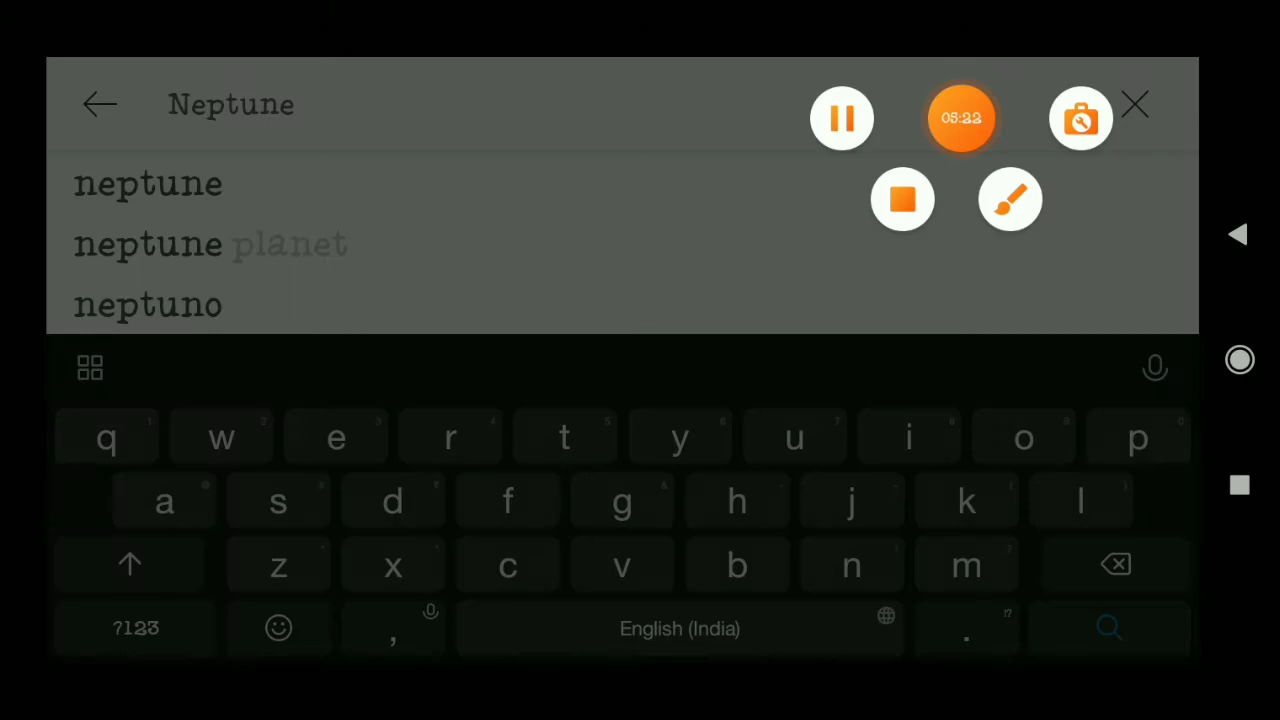 Neptune
05:22
neptune
neptune planet
neptuno
q w e r t y u i o p
a s d f g h j k l
z x c v b n m
?123 , English (India) .